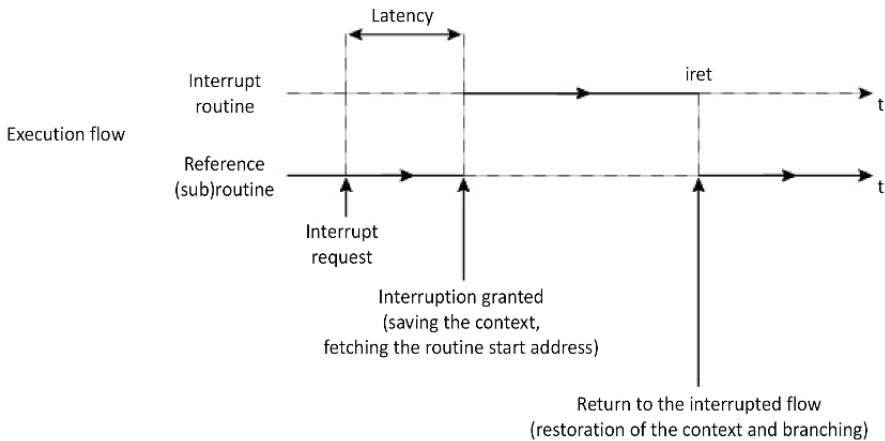 Latency
Interrupt
routine
iret
t
Execution flow
Reference
(sub)routine
t
Interrupt
request
Interruption granted
(saving the context,
fetching the routine start address)
Return to the interrupted flow
(restoration of the context and branching)